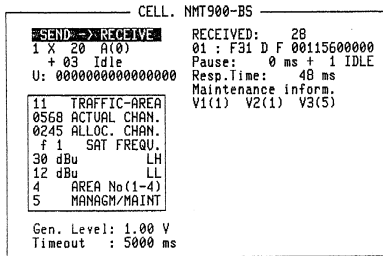 CELL. NMT900-BS
SEND -> RECEIVE
1 X 20 A(0)
+ 03 Idle
U: 0000000000000000
11 TRAFFIC-AREA
0568 ACTUAL CHAN.
0245 ALLOC. CHAN.
f 1 SAT FREQU.
30 dBu LH
12 dBu LL
4 AREA No(1-4)
5 MANAGM/MAINT
Gen. Level: 1.00 V
Timeout : 5000 ms
RECEIVED: 28
01 : F31 D F 00115600000
Pause: 0 ms + 1 IDLE
Resp.Time: 48 ms
Maintenance inform.
V1(1) V2(1) V3(5)